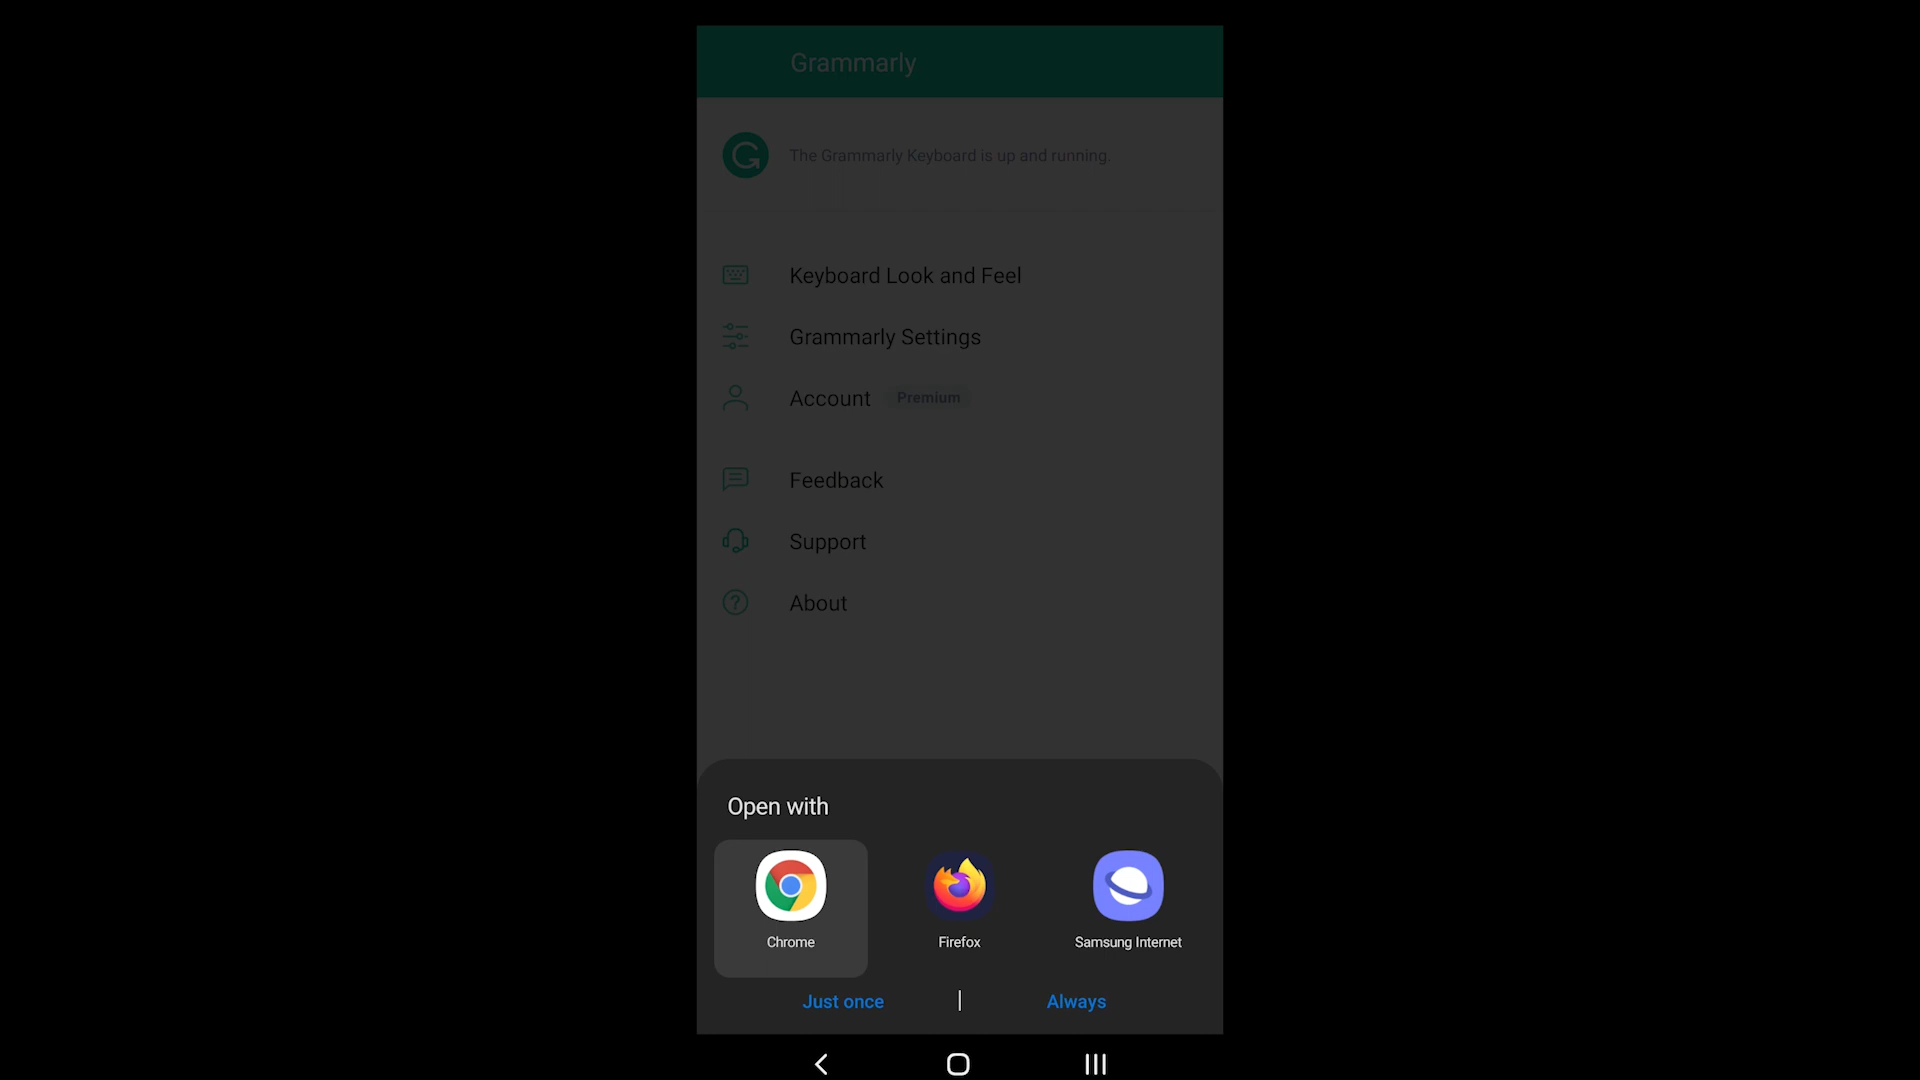 Grammarly
The Grammarly Keyboard is up and running.
Keyboard Look and Feel
Grammarly Settings
Account Premium
Feedback
Support
About
Open with
Chrome Firefox Samsung Internet
Just once | Always